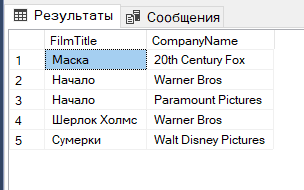 Результаты Сообщения
FilmTitle CompanyName
1 Маска 20th Century Fox
2 Начало Warner Bros
3 Начало Paramount Pictures
4 Шерлок Холмс Warner Bros
5 Сумерки Walt Disney Pictures